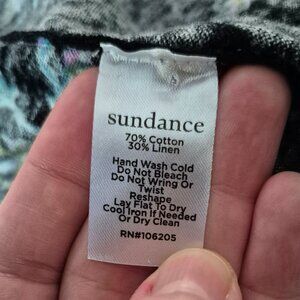 sundance
70% Cotton
30% Linen
Hand Wash Cold
Do Not Bleach
Do Not Wring Or
Twist
Reshape
Lay Flat To Dry
Cool Iron If Needed
Or Dry Clean
RN#106205